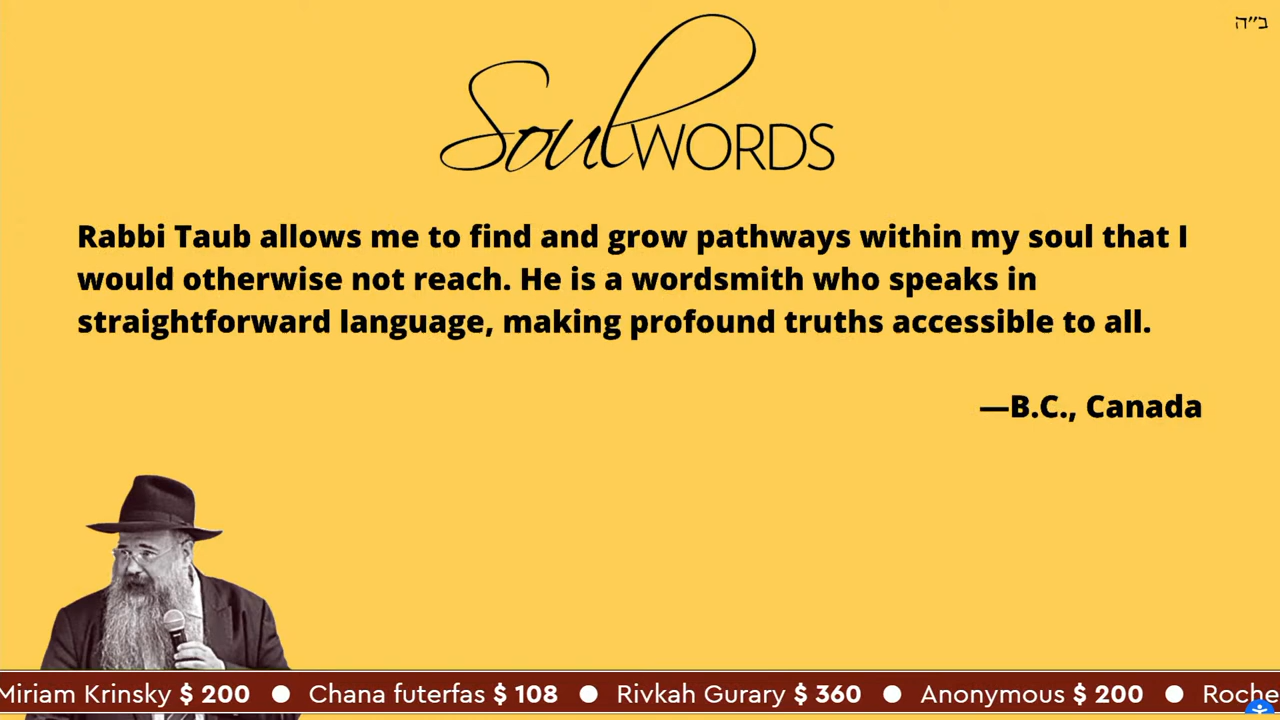 ב״ה
Soulwords
Rabbi Taub allows me to find and grow pathways within my soul that I
would otherwise not reach. He is a wordsmith who speaks in
straightforward language, making profound truths accessible to all.
—B.C., Canada
Miriam Krinsky $ 200 ● Chana futerfas $ 108 ● Rivkah Gurary $ 360 ● Anonymous $ 200 ● Roche